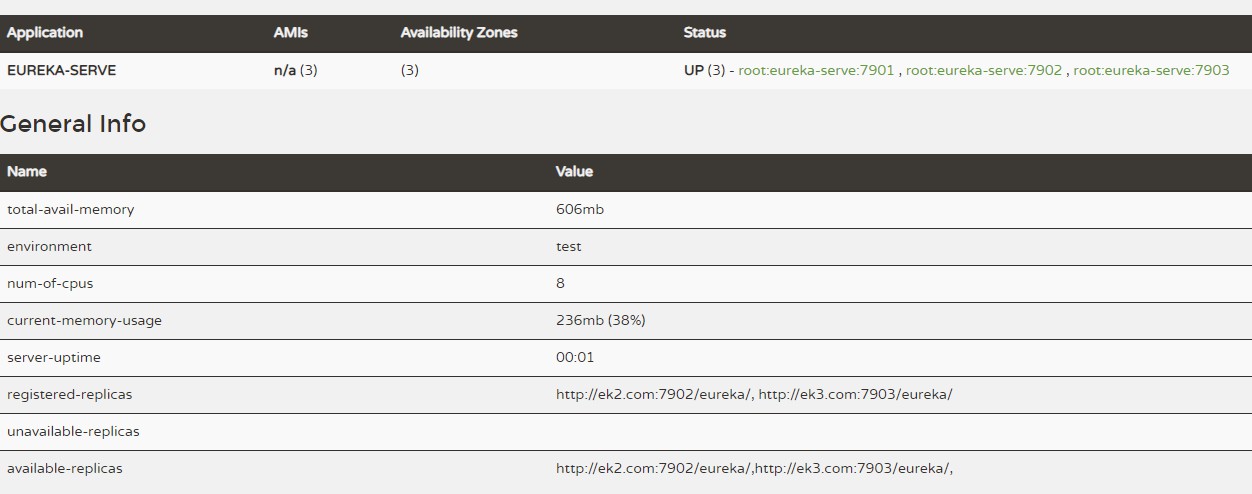 Application AMIs Availability Zones Status
EUREKA-SERVE n/a (3) (3) UP (3) - root:eureka-serve:7901 , root:eureka-serve:7902 , root:eureka-serve:7903
General Info
Name Value
total-avail-memory 606mb
environment test
num-of-cpus 8
current-memory-usage 236mb (38%)
server-uptime 00:01
registered-replicas http://ek2.com:7902/eureka/, http://ek3.com:7903/eureka/
unavailable-replicas
available-replicas http://ek2.com:7902/eureka/,http://ek3.com:7903/eureka/,